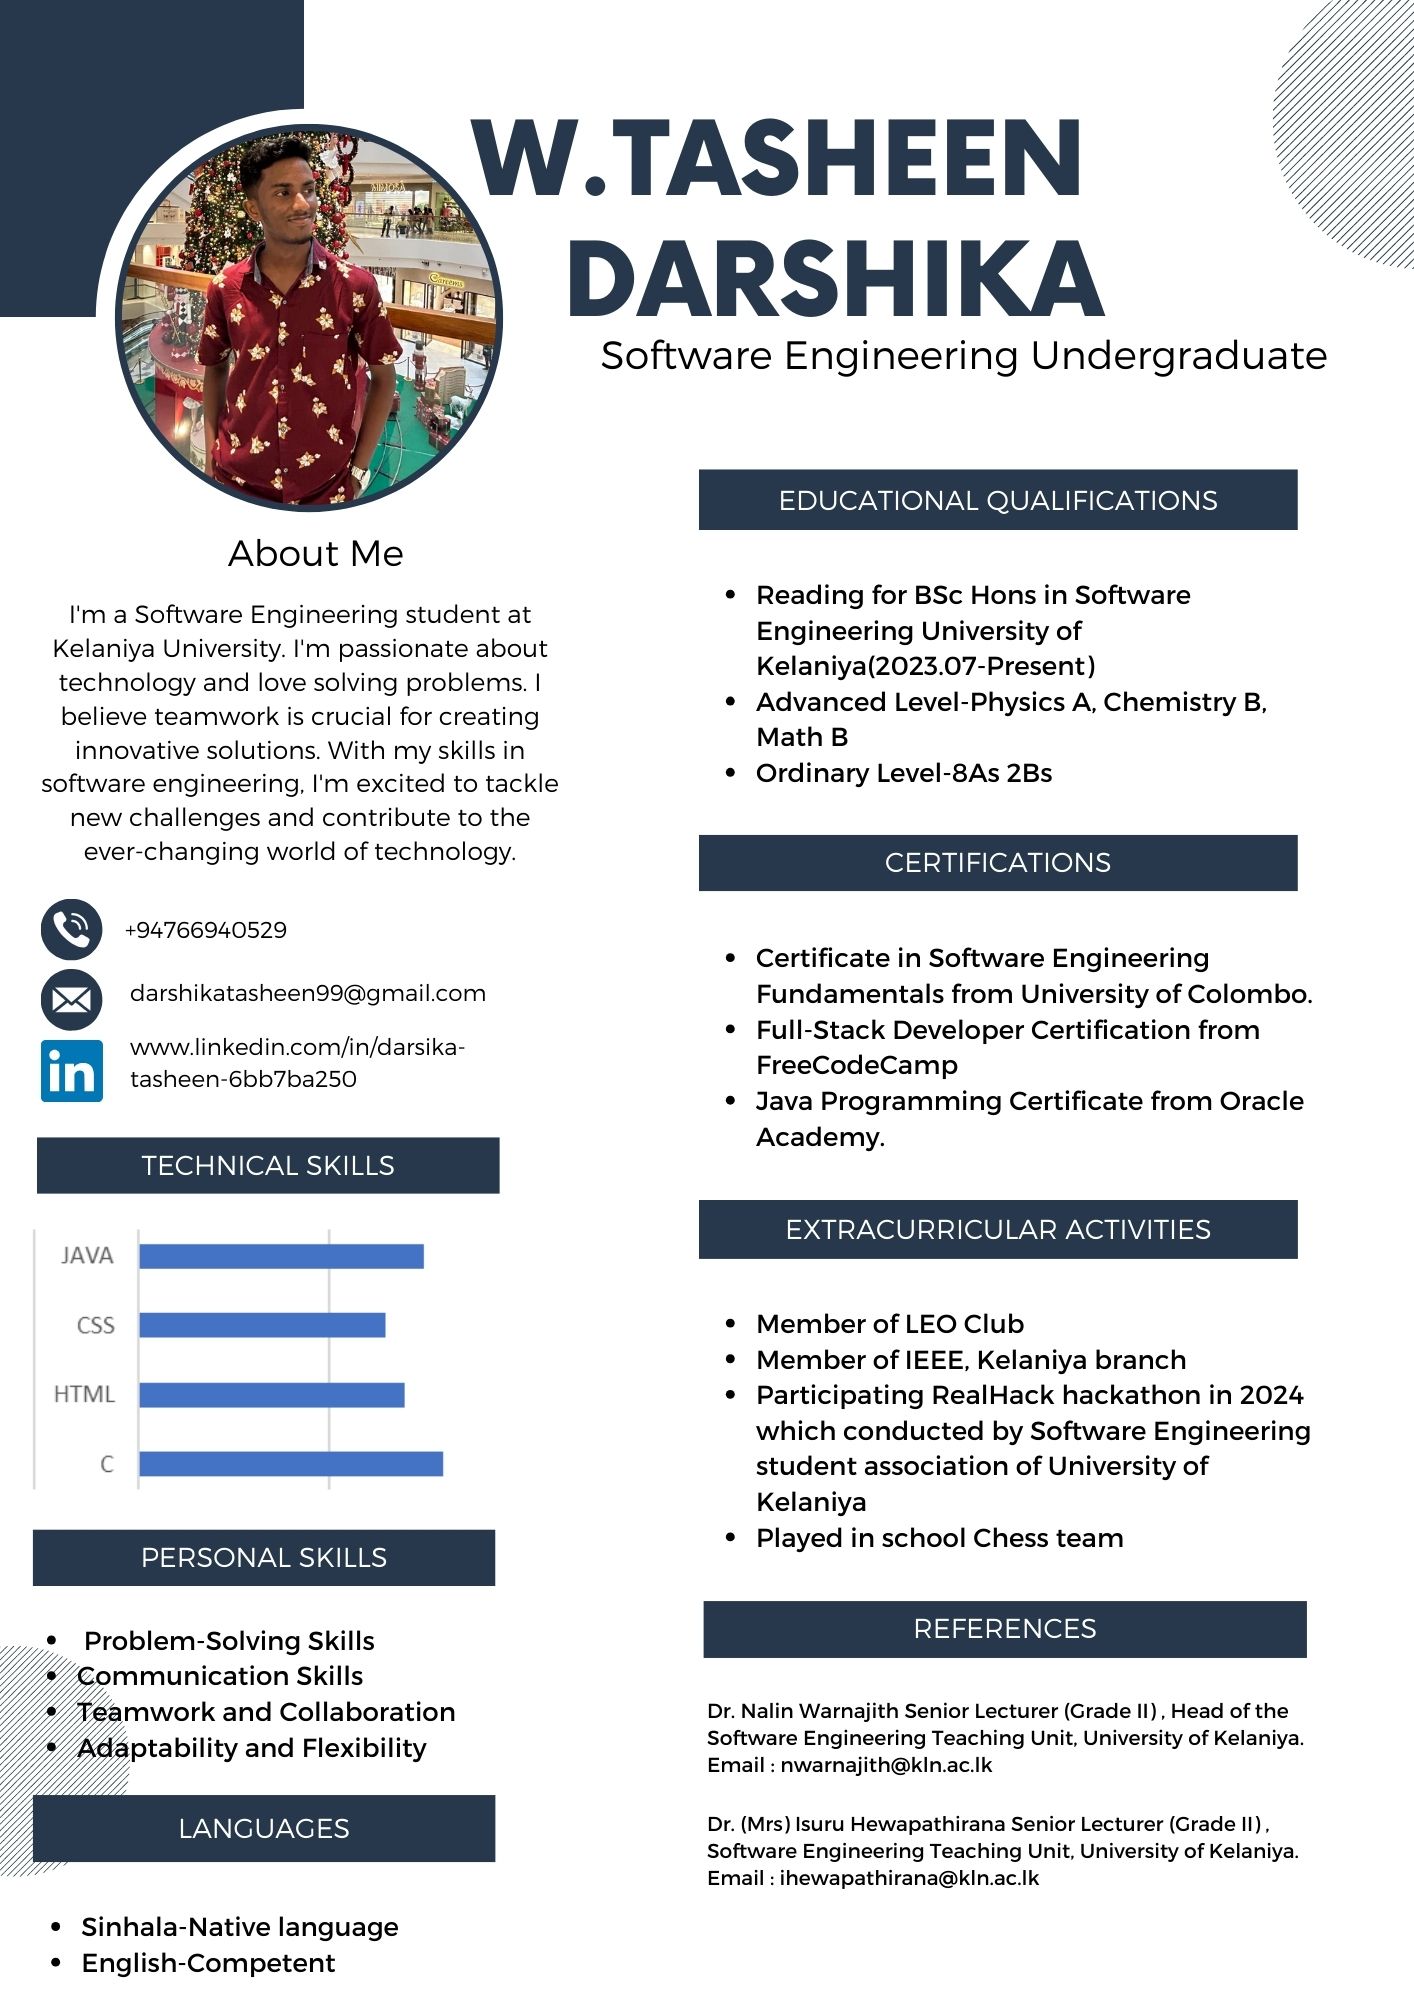 W.TASHEEN
DARSHIKA
Software Engineering Undergraduate
About Me
I'm a Software Engineering student at
Kelaniya University. I'm passionate about
technology and love solving problems. I
believe teamwork is crucial for creating
innovative solutions. With my skills in
software engineering, I'm excited to tackle
new challenges and contribute to the
ever-changing world of technology.
+94766940529
darshikatasheen99@gmail.com
in
www.linkedin.com/in/darsika-
tasheen-6bb7ba250
TECHNICAL SKILLS
JAVA
CSS
HTML
C
PERSONAL SKILLS
• Problem-Solving Skills
• Communication Skills
• Teamwork and Collaboration
• Adaptability and Flexibility
LANGUAGES
• Sinhala-Native language
• English-Competent
EDUCATIONAL QUALIFICATIONS
• Reading for BSc Hons in Software
Engineering University of
Kelaniya(2023.07-Present)
• Advanced Level-Physics A, Chemistry B,
Math B
• Ordinary Level-8As 2Bs
CERTIFICATIONS
• Certificate in Software Engineering
Fundamentals from University of Colombo.
• Full-Stack Developer Certification from
FreeCodeCamp
• Java Programming Certificate from Oracle
Academy.
EXTRACURRICULAR ACTIVITIES
• Member of LEO Club
• Member of IEEE, Kelaniya branch
• Participating RealHack hackathon in 2024
which conducted by Software Engineering
student association of University of
Kelaniya
• Played in school Chess team
REFERENCES
Dr. Nalin Warnajith Senior Lecturer (Grade II) , Head of the
Software Engineering Teaching Unit, University of Kelaniya.
Email : nwarnajith@kln.ac.lk
Dr. (Mrs) Isuru Hewapathirana Senior Lecturer (Grade II) ,
Software Engineering Teaching Unit, University of Kelaniya.
Email : ihewapathirana@kln.ac.lk